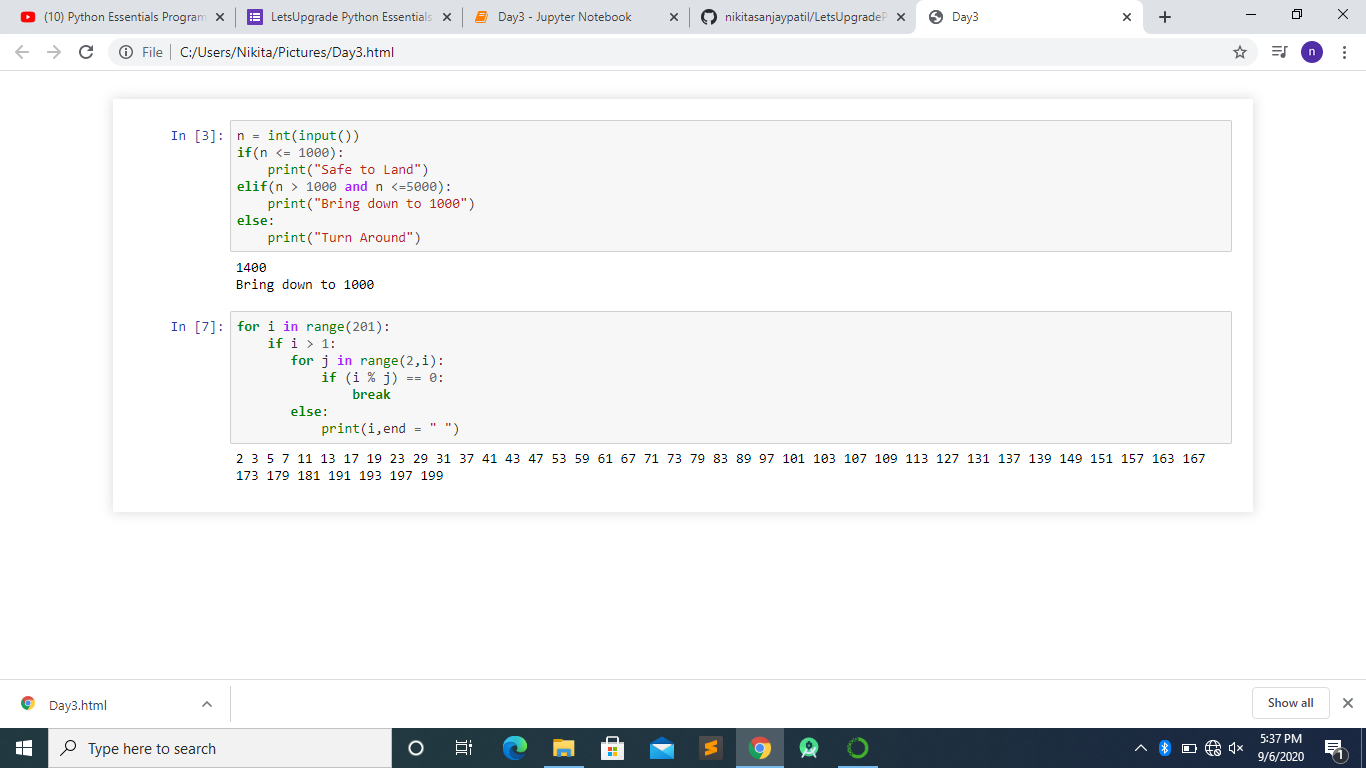 (10) Python Essentials Program
LetsUpgrade Python Essentials
Day3 - Jupyter Notebook
nikitasanjaypatil/LetsUpgradeP
Day3
File
C:/Users/Nikita/Pictures/Day3.html
n
In [3]:
n = int(input())
if(n <= 1000):
    print("Safe to Land")
elif(n > 1000 and n <=5000):
    print("Bring down to 1000")
else:
    print("Turn Around")
1400
Bring down to 1000
In [7]:
for i in range(201):
    if i > 1:
       for j in range(2,i):
           if (i % j) == 0:
               break
       else:
           print(i,end = " ")
2 3 5 7 11 13 17 19 23 29 31 37 41 43 47 53 59 61 67 71 73 79 83 89 97 101 103 107 109 113 127 131 137 139 149 151 157 163 167
173 179 181 191 193 197 199
Day3.html
Show all
Type here to search
5:37 PM
9/6/2020
1